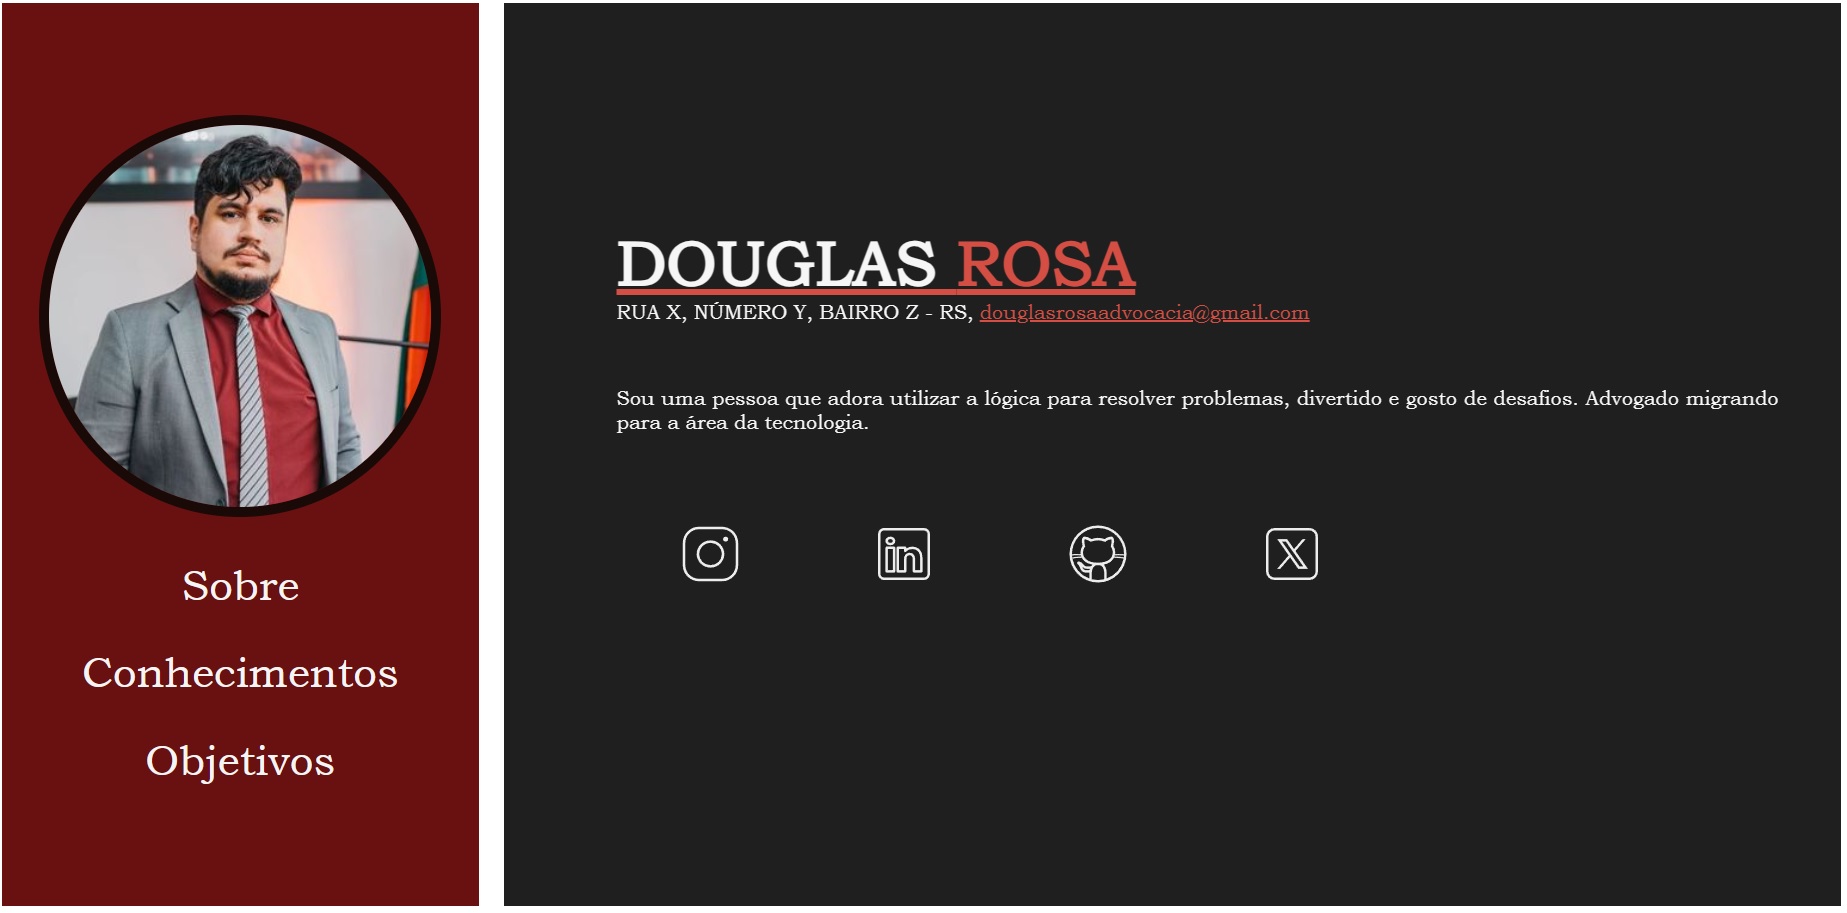 Sobre
Conhecimentos
Objetivos
DOUGLAS ROSA
RUA X, NÚMERO Y, BAIRRO Z - RS, douglasrosaadvocacia@gmail.com
Sou uma pessoa que adora utilizar a lógica para resolver problemas, divertido e gosto de desafios. Advogado migrando
para a área da tecnologia.
in
X